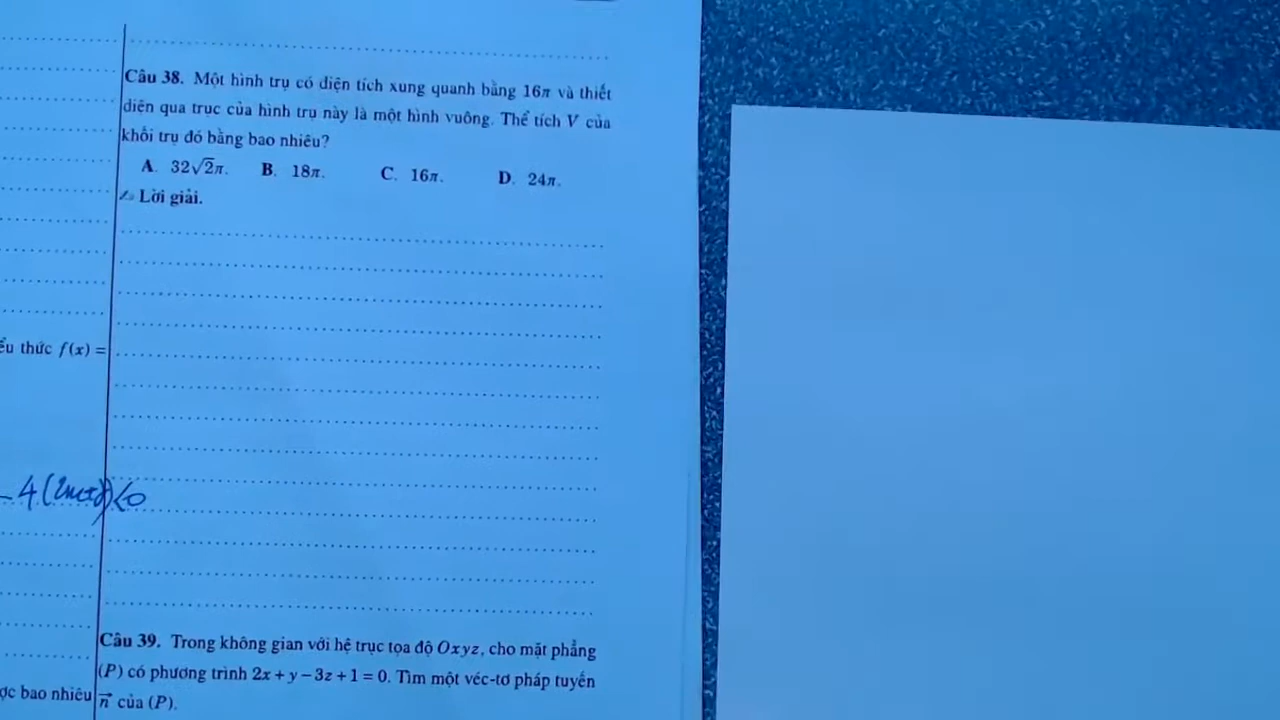 Câu 38. Một hình trụ có diện tích xung quanh bằng 16π và thiết
diện qua trục của hình trụ này là một hình vuông. Thể tích V của
khối trụ đó bằng bao nhiêu?
A. 32√2π. B. 18π. C. 16π. D. 24π.
Lời giải.
thức f(x) =
Câu 39. Trong không gian với hệ trục tọa độ Oxyz, cho mặt phẳng
(P) có phương trình 2x + y − 3z + 1 = 0. Tìm một véc-tơ pháp tuyến
bao nhiêu
n⃗ của (P).